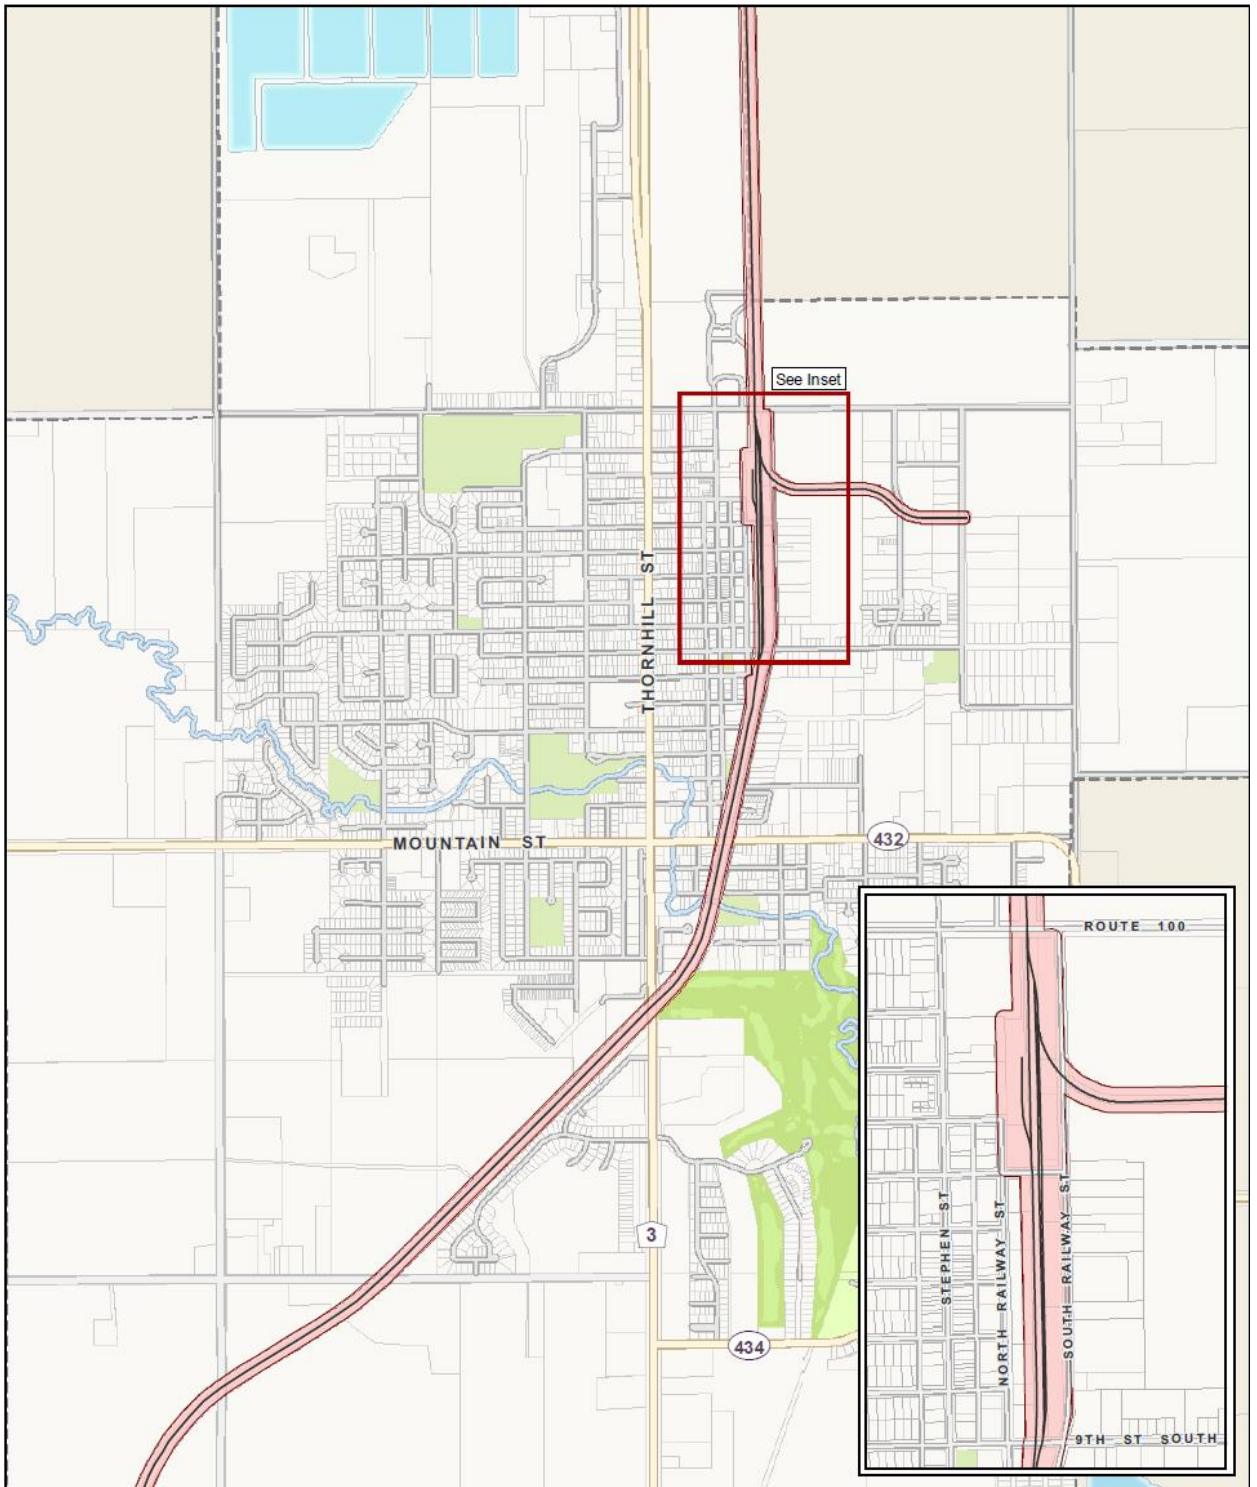 See Inset
THORNHILL ST
MOUNTAIN ST
432
ROUTE 100
STEPHEN ST
NORTH RAILWAY ST
SOUTH RAILWAY ST
3
434
9TH ST SOUTH